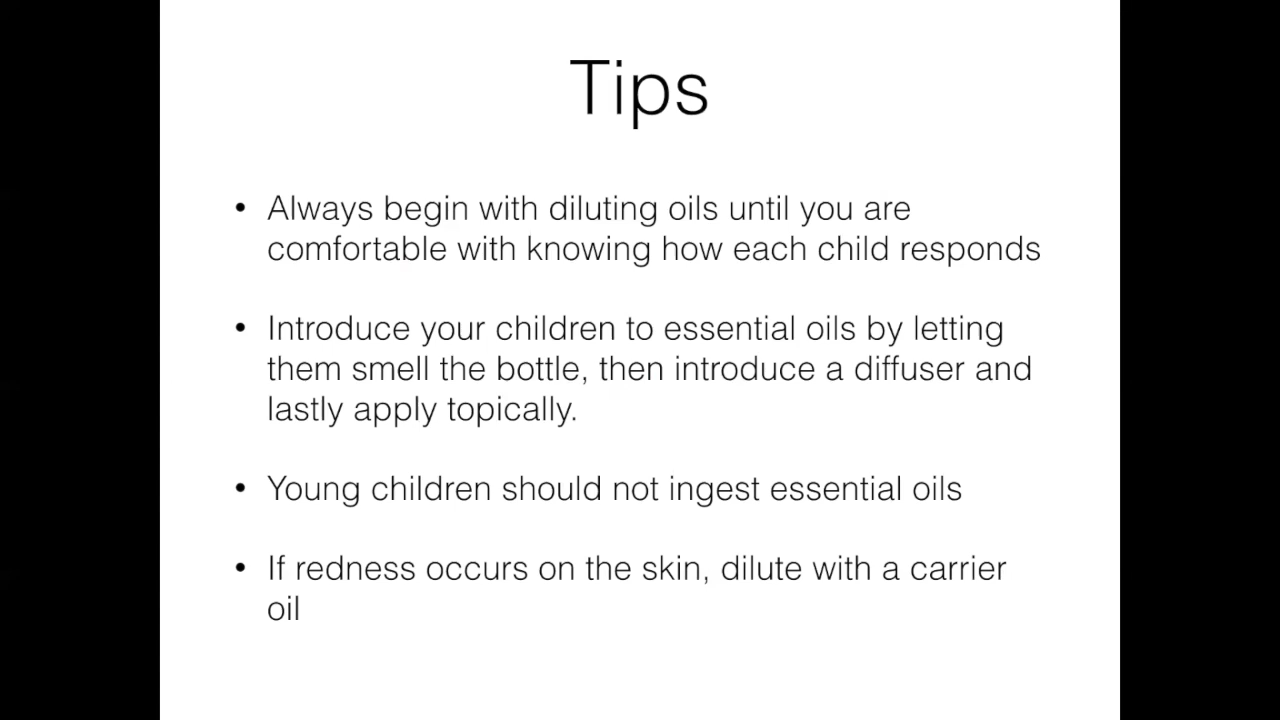 Tips
• Always begin with diluting oils until you are
comfortable with knowing how each child responds
• Introduce your children to essential oils by letting
them smell the bottle, then introduce a diffuser and
lastly apply topically.
• Young children should not ingest essential oils
• If redness occurs on the skin, dilute with a carrier
oil